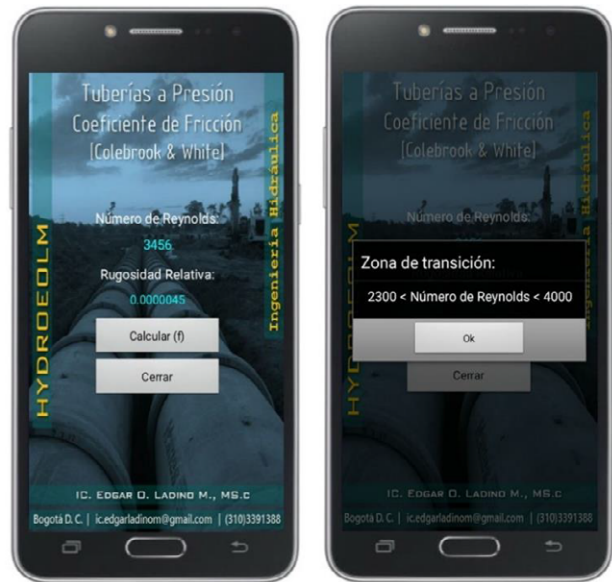 Tuberías a Presión
Coeficiente de Fricción
[Colebrook & White]
HYDROEOLM
Ingeniería Hidráulica
Número de Reynolds:
3456
Rugosidad Relativa:
0.0000045
Calcular (f)
Cerrar
IC. EDGAR O. LADINO M., MS.C
Bogotá D. C. | ic.edgarladinom@gmail.com | (310)3391388
Tuberías a Presión
Coeficiente de Fricción
[Colebrook & White]
Número de Reynolds:
Zona de transición:
2300 < Número de Reynolds < 4000
Ok
Cerrar
IC. EDGAR O. LADINO M., MS.C
Bogotá D. C. | ic.edgarladinom@gmail.com | (310)3391388